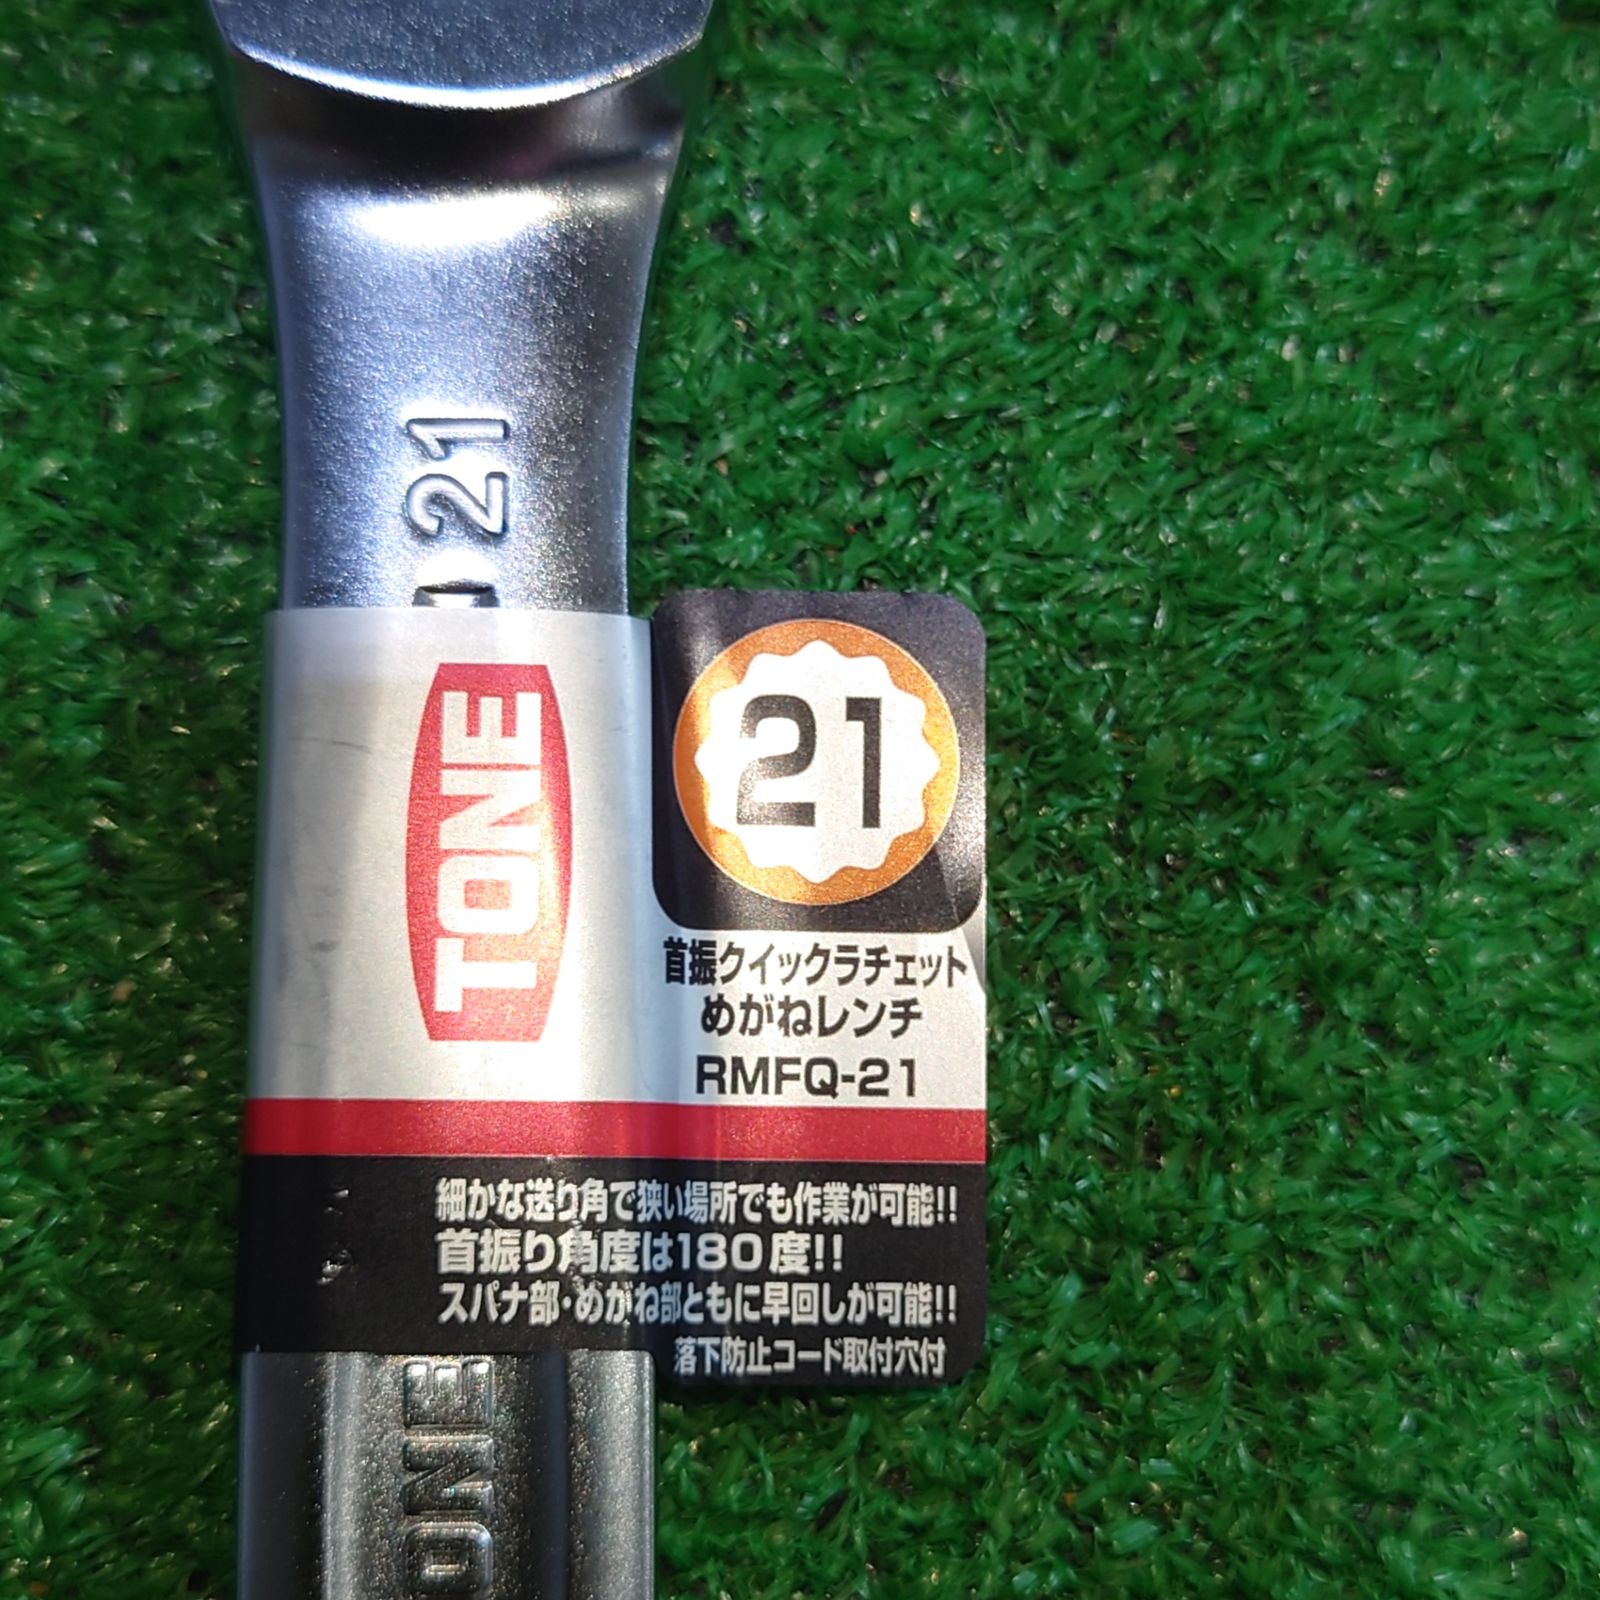 21
TONE
21
首振クイックラチェット
めがねレンチ
RMFQ-21
細かな送り角で狭い場所でも作業が可能!!
首振り角度は180度!!
スパナ部・めがね部ともに早回しが可能!!
落下防止コード取付穴付
ONE